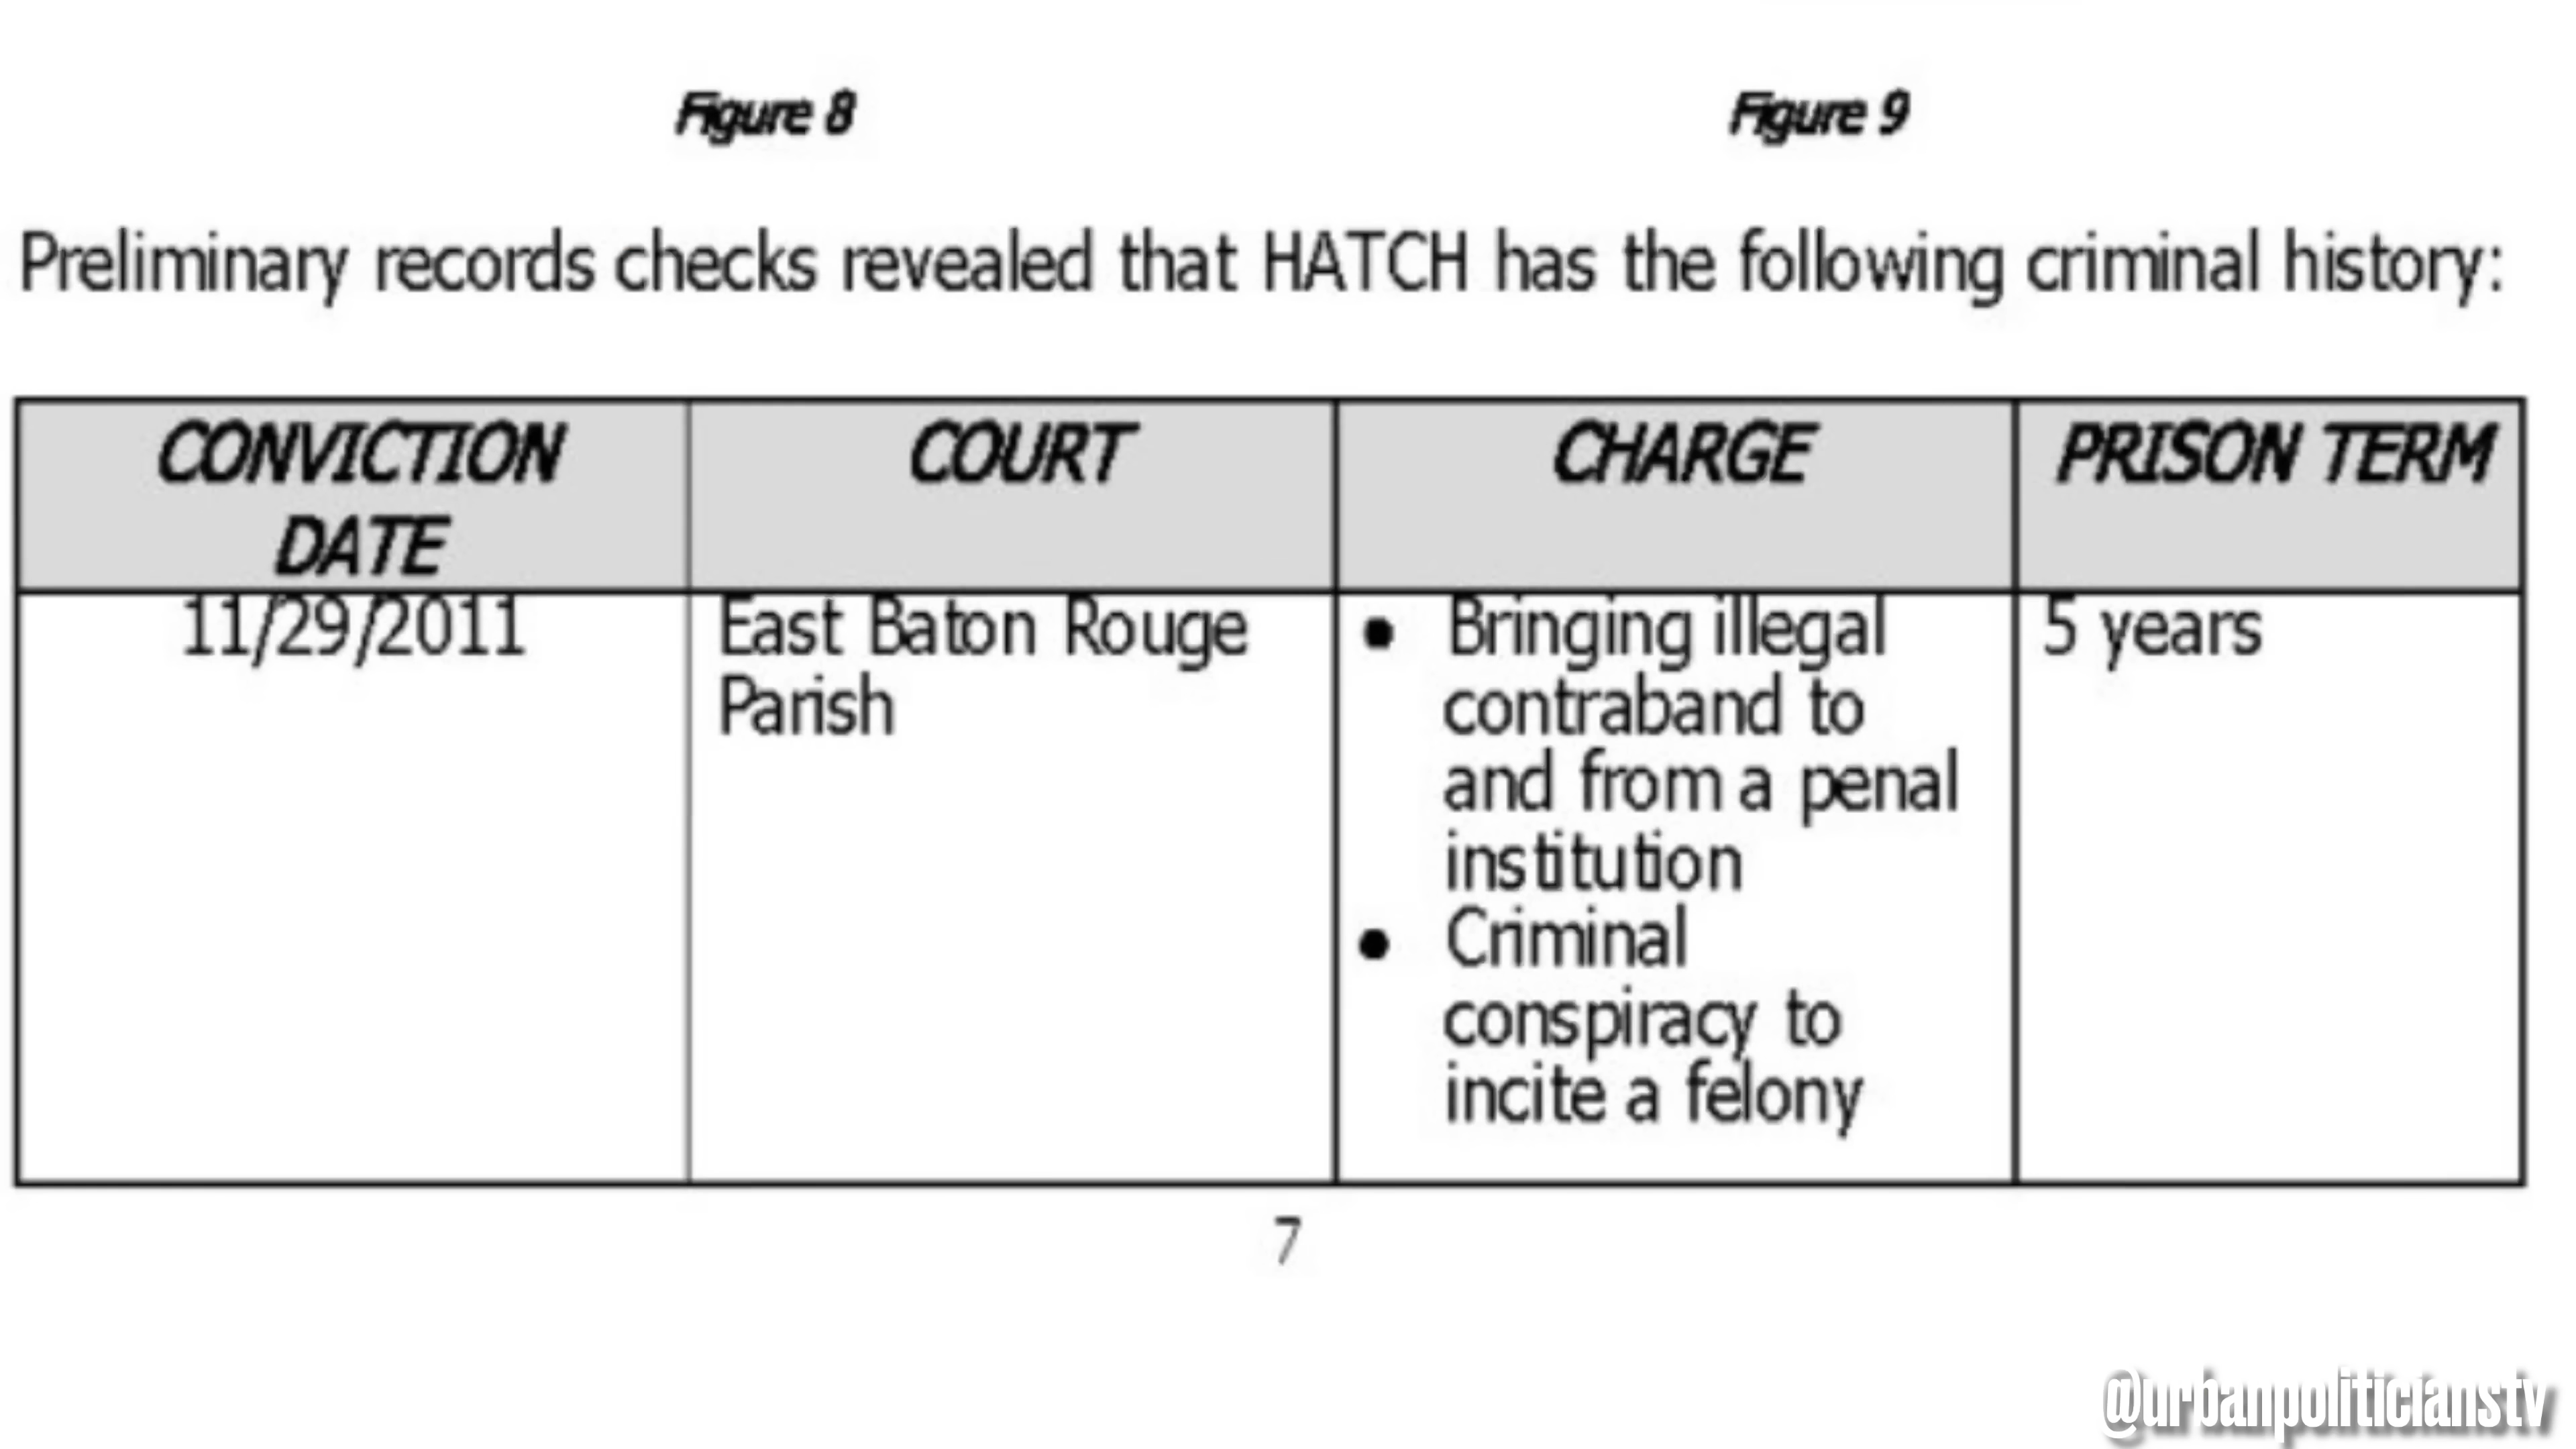 Figure 8 Figure 9
Preliminary records checks revealed that HATCH has the following criminal history:
CONVICTION DATE
COURT
CHARGE
PRISON TERM
11/29/2011
East Baton Rouge
Parish
• Bringing illegal
contraband to
and from a penal
institution
• Criminal
conspiracy to
incite a felony
5 years
7
@urbanpoliticianstv